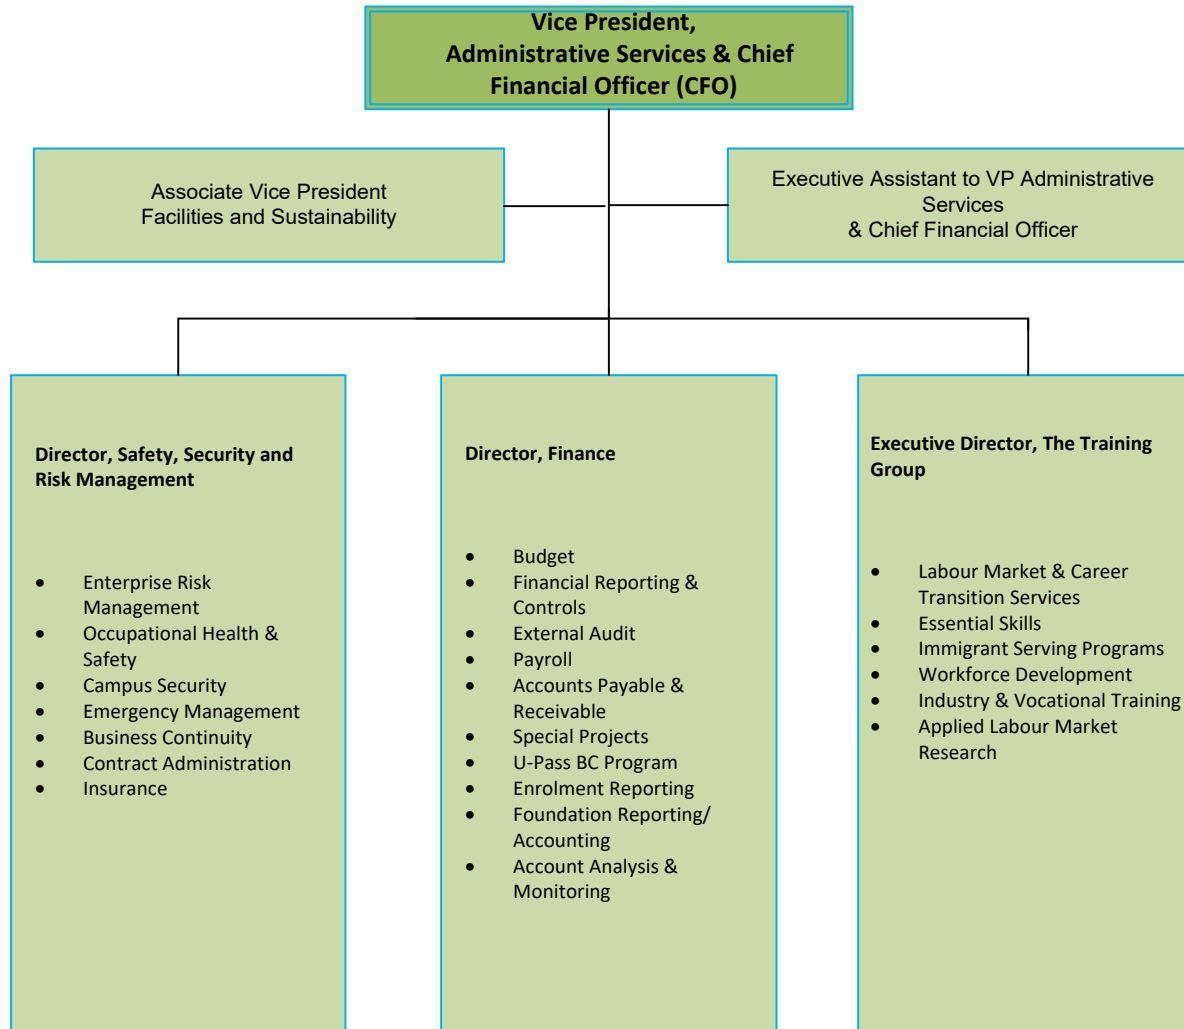 Vice President,
Administrative Services & Chief
Financial Officer (CFO)
Associate Vice President
Facilities and Sustainability
Executive Assistant to VP Administrative
Services
& Chief Financial Officer
Director, Safety, Security and
Risk Management
• Enterprise Risk
Management
• Occupational Health &
Safety
• Campus Security
• Emergency Management
• Business Continuity
• Contract Administration
• Insurance
Director, Finance
• Budget
• Financial Reporting &
Controls
• External Audit
• Payroll
• Accounts Payable &
Receivable
• Special Projects
• U-Pass BC Program
• Enrolment Reporting
• Foundation Reporting/
Accounting
• Account Analysis &
Monitoring
Executive Director, The Training
Group
• Labour Market & Career
Transition Services
• Essential Skills
• Immigrant Serving Programs
• Workforce Development
• Industry & Vocational Training
• Applied Labour Market
Research